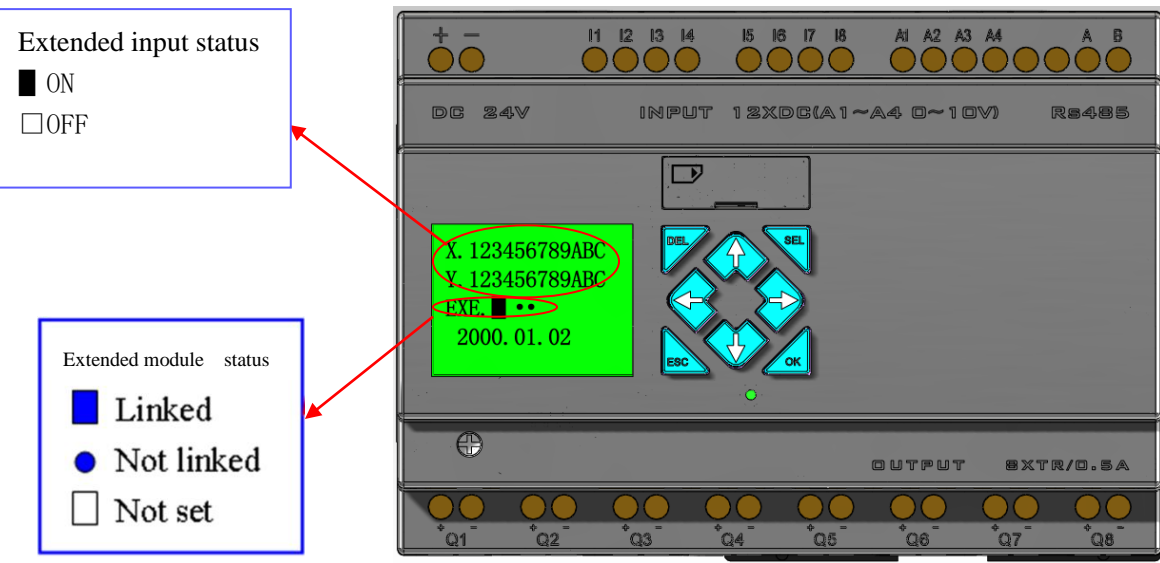 Extended input status
ON
OFF
+ − I1 I2 I3 I4 I5 I6 I7 I8 A1 A2 A3 A4 A B
DC 24V INPUT 12XDC(A1~A4 0~10V) Rs485
X.123456789ABC
Y.123456789ABC
EXE.
2000.01.02
DEL SEL
ESC OK
Extended module status
Linked
Not linked
Not set
OUTPUT 8XTR/0.5A
+ - + - + - + - + - + - + - + -
Q1 Q2 Q3 Q4 Q5 Q6 Q7 Q8